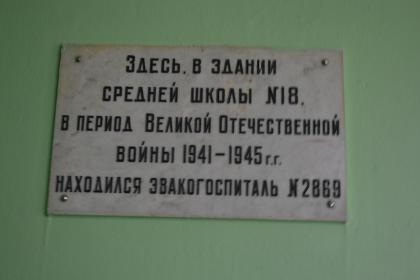 Здесь, в здании
средней школы №18,
в период Великой Отечественной
войны 1941-1945 г.г.
находился эвакогоспиталь №2869